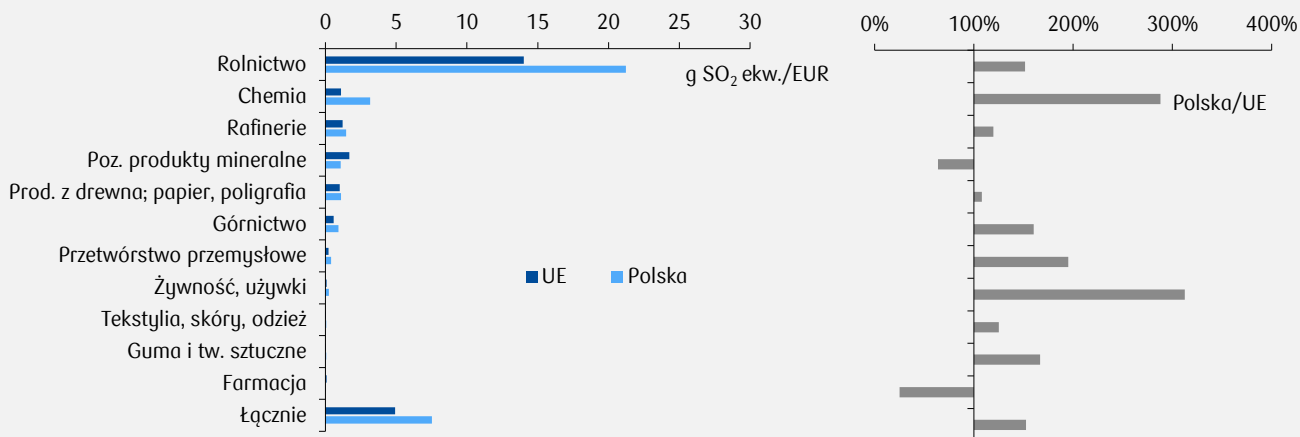 0 5 10 15 20 25 30
0% 100% 200% 300% 400%
g SO₂ ekw./EUR
Polska/UE
Rolnictwo
Chemia
Rafinerie
Poz. produkty mineralne
Prod. z drewna; papier, poligrafia
Górnictwo
Przetwórstwo przemysłowe
Żywność, używki
Tekstylia, skóry, odzież
Guma i tw. sztuczne
Farmacja
Łącznie
UE Polska